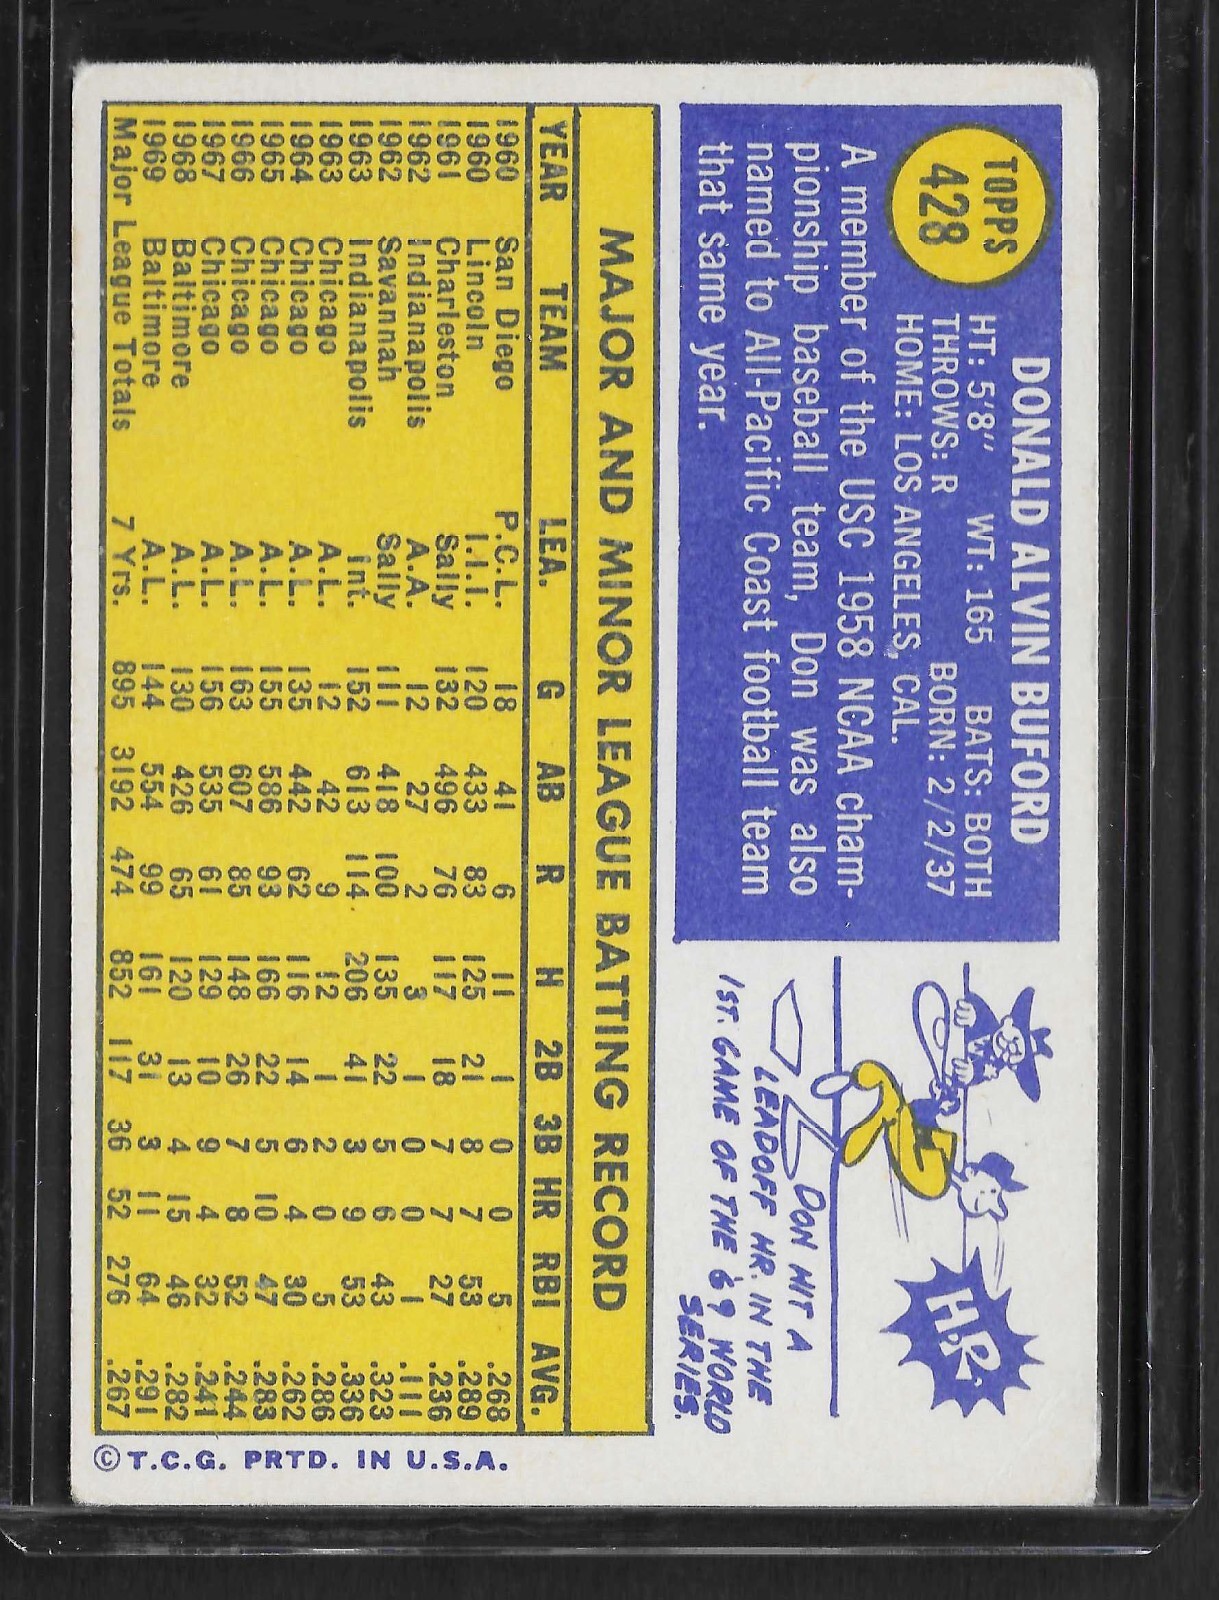 TOPPS
428
DONALD ALVIN BUFORD
HT: 5'8" WT: 165 BATS: BOTH
THROWS: R BORN: 2/2/37
HOME: LOS ANGELES, CAL.
A member of the USC 1958 NCAA cham-
pionship baseball team, Don was also
named to All-Pacific Coast football team
that same year.
HR
W
DON HIT A
LEADOFF HR. IN THE
1ST. GAME OF THE '69 WORLD
SERIES.
MAJOR AND MINOR LEAGUE BATTING RECORD
YEAR TEAM LEA. G AB R H 2B 3B HR RBI AVG.
1960 San Diego P.C.L. 18 41 6 11 1 0 0 5 .268
1960 Lincoln I.I.I. 120 433 83 125 21 8 7 53 .289
1961 Charleston Sally 132 496 76 117 18 7 7 27 .236
1962 Indianapolis A.A. 12 27 2 3 1 0 0 1 .111
1962 Savannah Sally 111 418 100 135 22 5 6 43 .323
1963 Indianapolis Int. 152 613 114 206 41 3 9 53 .336
1963 Chicago A.L. 12 42 9 12 1 2 0 5 .286
1964 Chicago A.L. 135 442 62 116 14 6 4 30 .262
1965 Chicago A.L. 155 586 93 166 22 5 10 47 .283
1966 Chicago A.L. 163 607 85 148 26 7 8 52 .244
1967 Chicago A.L. 156 535 61 129 10 9 4 32 .241
1968 Baltimore A.L. 130 426 65 120 13 4 15 46 .282
1969 Baltimore A.L. 144 554 99 161 31 3 11 64 .291
Major League Totals 7 Yrs. 895 3192 474 852 117 36 52 276 .267
© T.C.G. PRTD. IN U.S.A.